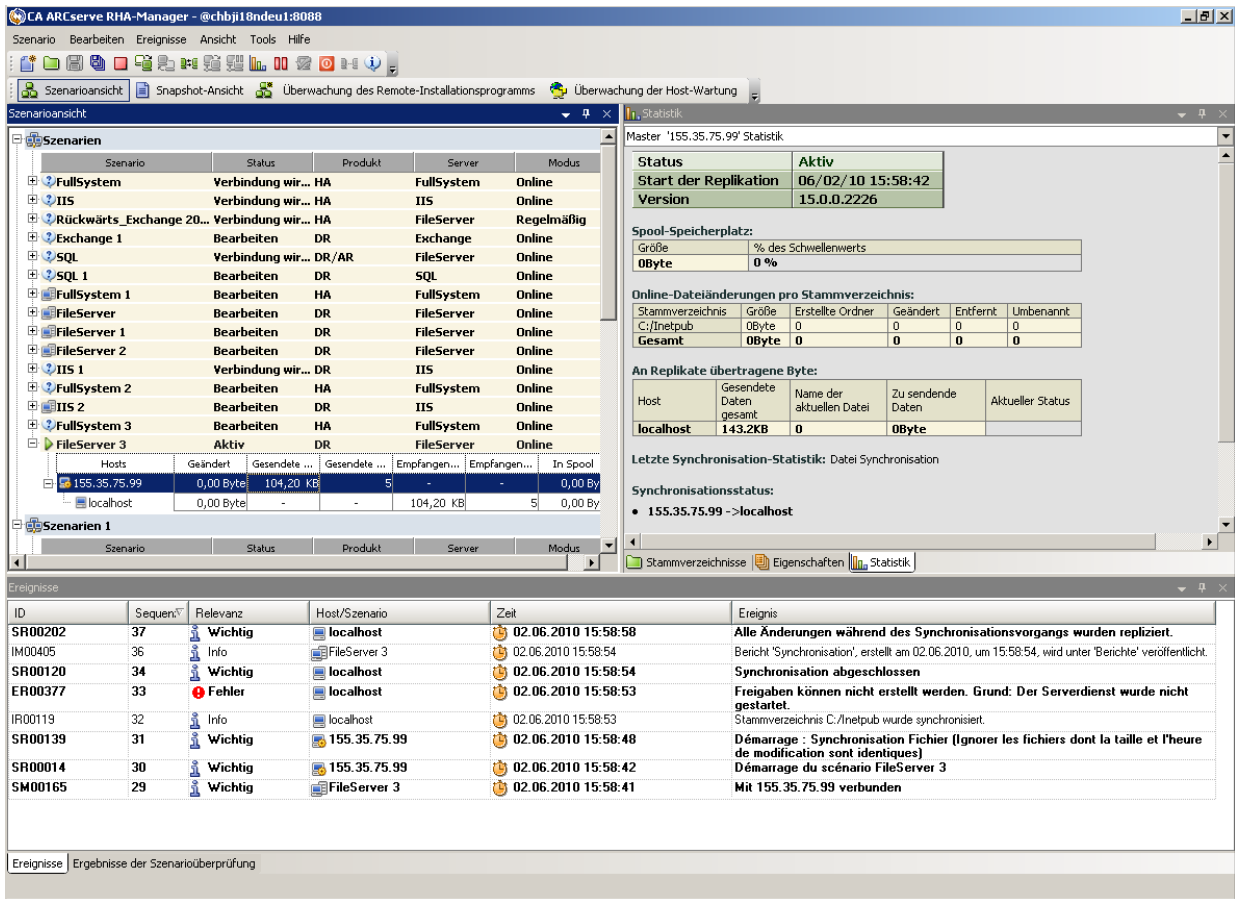 CA ARCserve RHA-Manager - @chbji18ndeu1:8088
Szenario Bearbeiten Ereignisse Ansicht Tools Hilfe
Szenarioansicht Snapshot-Ansicht Überwachung des Remote-Installationsprogramms Überwachung der Host-Wartung
Szenarioansicht
Szenarien
Szenario Status Produkt Server Modus
FullSystem Verbindung wir... HA FullSystem Online
IIS Verbindung wir... HA IIS Online
Rückwärts_Exchange 20... Verbindung wir... HA FileServer Regelmäßig
Exchange 1 Bearbeiten DR Exchange Online
SQL Verbindung wir... DR/AR FileServer Online
SQL 1 Bearbeiten DR SQL Online
FullSystem 1 Bearbeiten HA FullSystem Online
FileServer Bearbeiten DR FileServer Online
FileServer 1 Bearbeiten DR FileServer Online
FileServer 2 Bearbeiten DR FileServer Online
IIS 1 Verbindung wir... DR IIS Online
FullSystem 2 Bearbeiten HA FullSystem Online
IIS 2 Bearbeiten DR IIS Online
FullSystem 3 Bearbeiten HA FullSystem Online
FileServer 3 Aktiv DR FileServer Online
Hosts Geändert Gesendete ... Gesendete ... Empfangen... Empfangen... In Spool
155.35.75.99 0,00 Byte 104,20 KB 5 - - 0,00 By
localhost 0,00 Byte - - 104,20 KB 5 0,00 By
Szenarien 1
Szenario Status Produkt Server Modus
Statistik
Master '155.35.75.99' Statistik
Status Aktiv
Start der Replikation 06/02/10 15:58:42
Version 15.0.0.2226
Spool-Speicherplatz:
Größe % des Schwellenwerts
0Byte 0 %
Online-Dateiänderungen pro Stammverzeichnis:
Stammverzeichnis Größe Erstellte Ordner Geändert Entfernt Umbenannt
C:/Inetpub 0Byte 0 0 0 0
Gesamt 0Byte 0 0 0 0
An Replikate übertragene Byte:
Host Gesendete Daten gesamt Name der aktuellen Datei Zu sendende Daten Aktueller Status
localhost 143.2KB 0 0Byte
Letzte Synchronisation-Statistik: Datei Synchronisation
Synchronisationsstatus:
• 155.35.75.99 ->localhost
Stammverzeichnisse Eigenschaften Statistik
Ereignisse
ID Sequen Relevanz Host/Szenario Zeit Ereignis
SR00202 37 Wichtig localhost 02.06.2010 15:58:58 Alle Änderungen während des Synchronisationsvorgangs wurden repliziert.
IM00405 36 Info FileServer 3 02.06.2010 15:58:54 Bericht 'Synchronisation', erstellt am 02.06.2010, um 15:58:54, wird unter 'Berichte' veröffentlicht.
SR00120 34 Wichtig localhost 02.06.2010 15:58:54 Synchronisation abgeschlossen
ER00377 33 Fehler localhost 02.06.2010 15:58:53 Freigaben können nicht erstellt werden. Grund: Der Serverdienst wurde nicht
gestartet.
IR00119 32 Info localhost 02.06.2010 15:58:53 Stammverzeichnis C:/Inetpub wurde synchronisiert.
SR00139 31 Wichtig 155.35.75.99 02.06.2010 15:58:48 Démarrage : Synchronisation Fichier (Ignorer les fichiers dont la taille et l'heure
de modification sont identiques)
SR00014 30 Wichtig 155.35.75.99 02.06.2010 15:58:42 Démarrage du scénario FileServer 3
SM00165 29 Wichtig FileServer 3 02.06.2010 15:58:41 Mit 155.35.75.99 verbunden
Ereignisse Ergebnisse der Szenarioüberprüfung